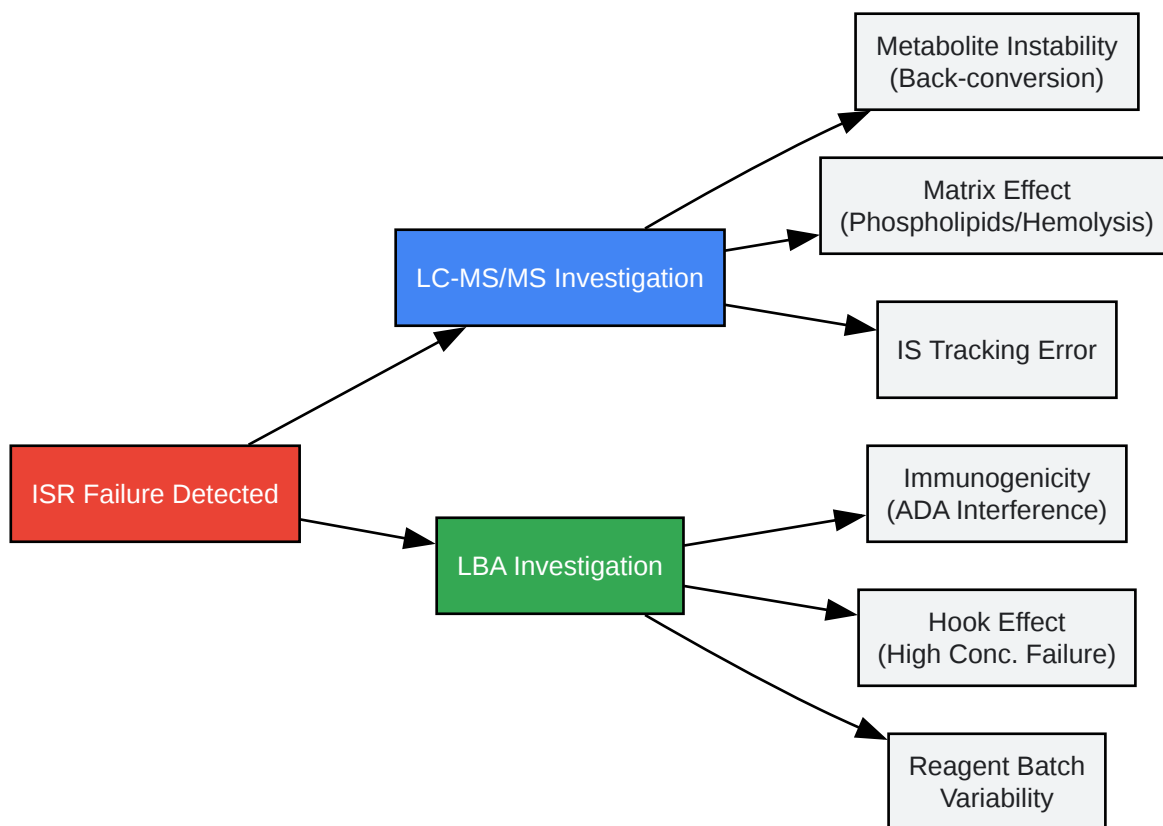 Metabolite Instability
(Back-conversion)
Matrix Effect
(Phospholipids/Hemolysis)
LC-MS/MS Investigation
IS Tracking Error
ISR Failure Detected
Immunogenicity
(ADA Interference)
LBA Investigation
Hook Effect
(High Conc. Failure)
Reagent Batch
Variability